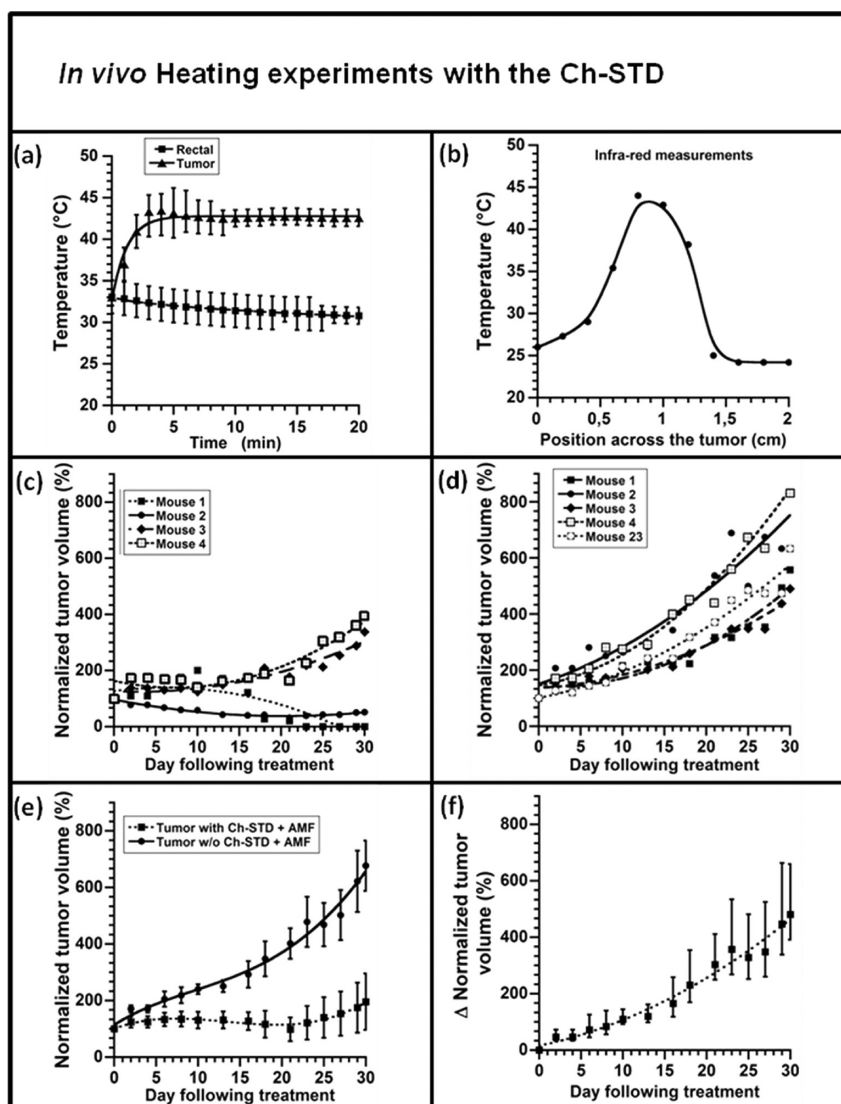 In vivo Heating experiments with the Ch-STD
(a)
Rectal
Tumor
50
45
40
35
30
25
20
Temperature (°C)
0
5
10
15
20
Time (min)
(b)
Infra-red measurements
50
45
40
35
30
25
20
Temperature (°C)
0
0,5
1
1,5
2
Position across the tumor (cm)
(c)
Mouse 1
Mouse 2
Mouse 3
Mouse 4
800
600
400
200
0
Normalized tumor volume (%)
0
5
10
15
20
25
30
Day following treatment
(d)
Mouse 1
Mouse 2
Mouse 3
Mouse 4
Mouse 23
800
600
400
200
0
Normalized tumor volume (%)
0
5
10
15
20
25
30
Day following treatment
(e)
Tumor with Ch-STD + AMF
Tumor w/o Ch-STD + AMF
800
600
400
200
0
Normalized tumor volume (%)
0
5
10
15
20
25
30
Day following treatment
(f)
800
600
400
200
0
Δ Normalized tumor
volume (%)
0
5
10
15
20
25
30
Day following treatment